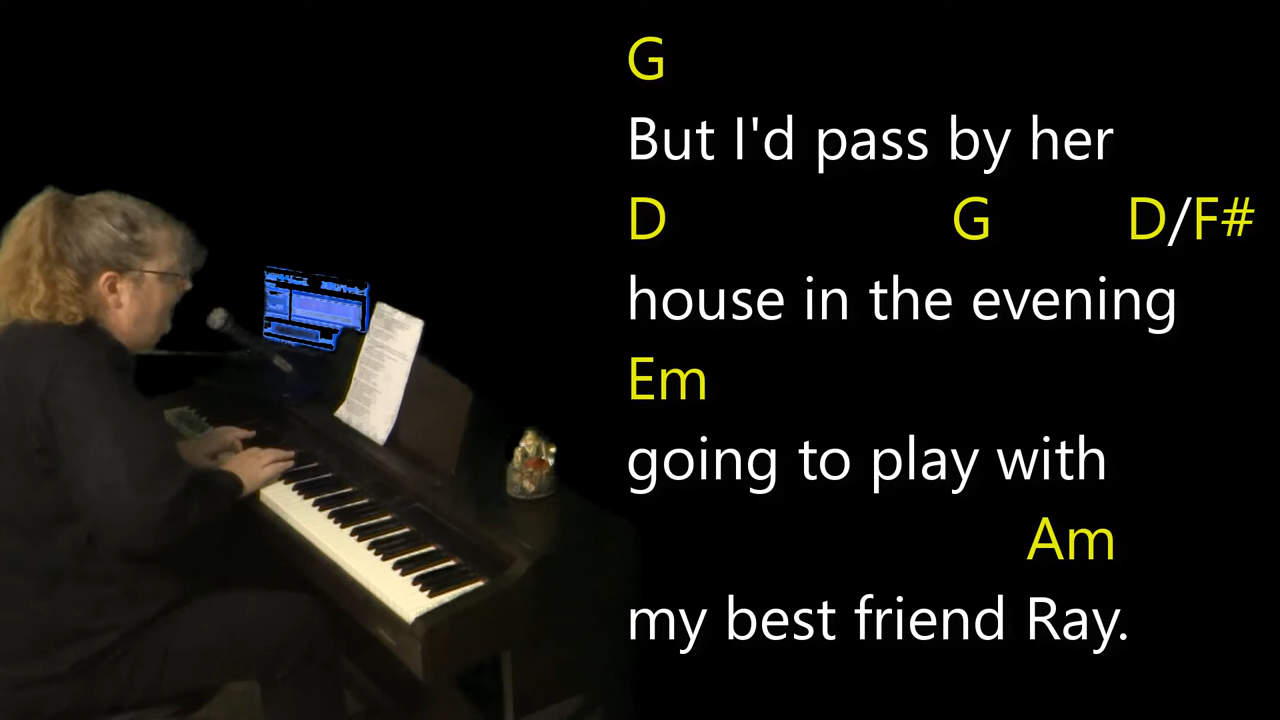 G
But I'd pass by her
D G D/F#
house in the evening
Em
going to play with
Am
my best friend Ray.